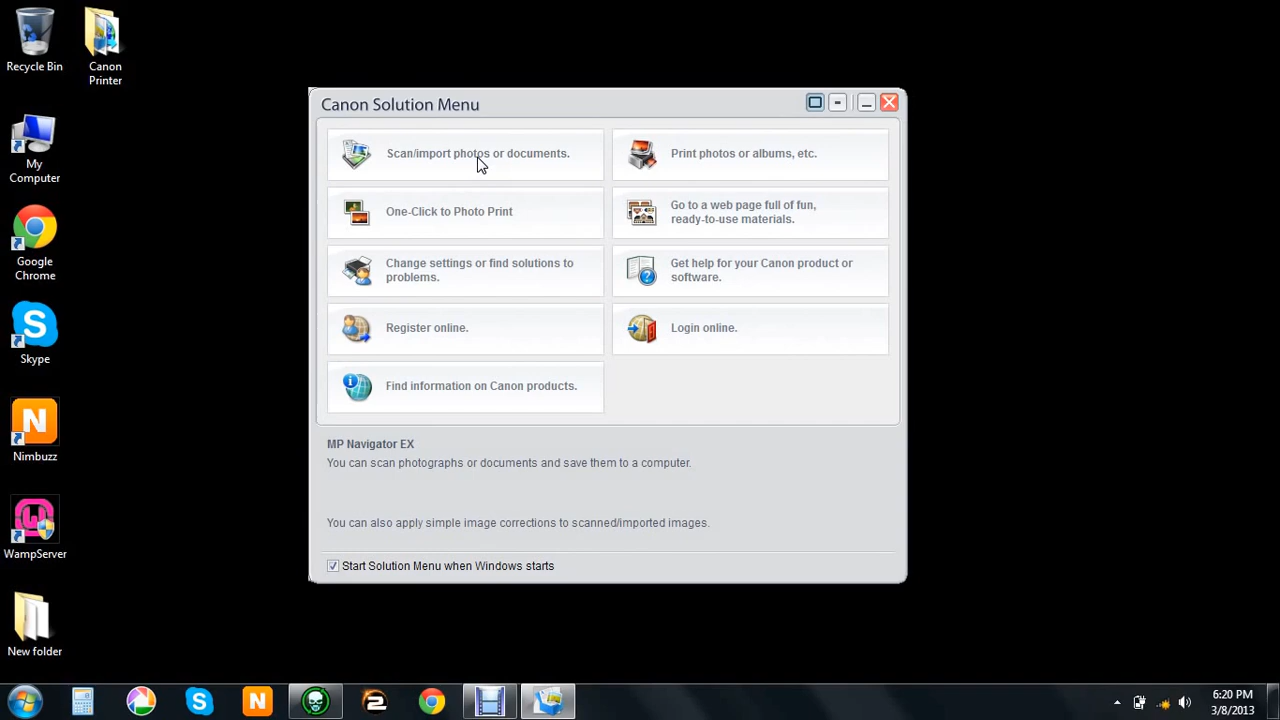 Recycle Bin
Canon
Printer
My
Computer
Google
Chrome
Skype
Nimbuzz
WampServer
New folder
Canon Solution Menu
Scan/import photos or documents.
Print photos or albums, etc.
One-Click to Photo Print
Go to a web page full of fun,
ready-to-use materials.
Change settings or find solutions to
problems.
Get help for your Canon product or
software.
Register online.
Login online.
Find information on Canon products.
MP Navigator EX
You can scan photographs or documents and save them to a computer.
You can also apply simple image corrections to scanned/imported images.
Start Solution Menu when Windows starts
6:20 PM
3/8/2013